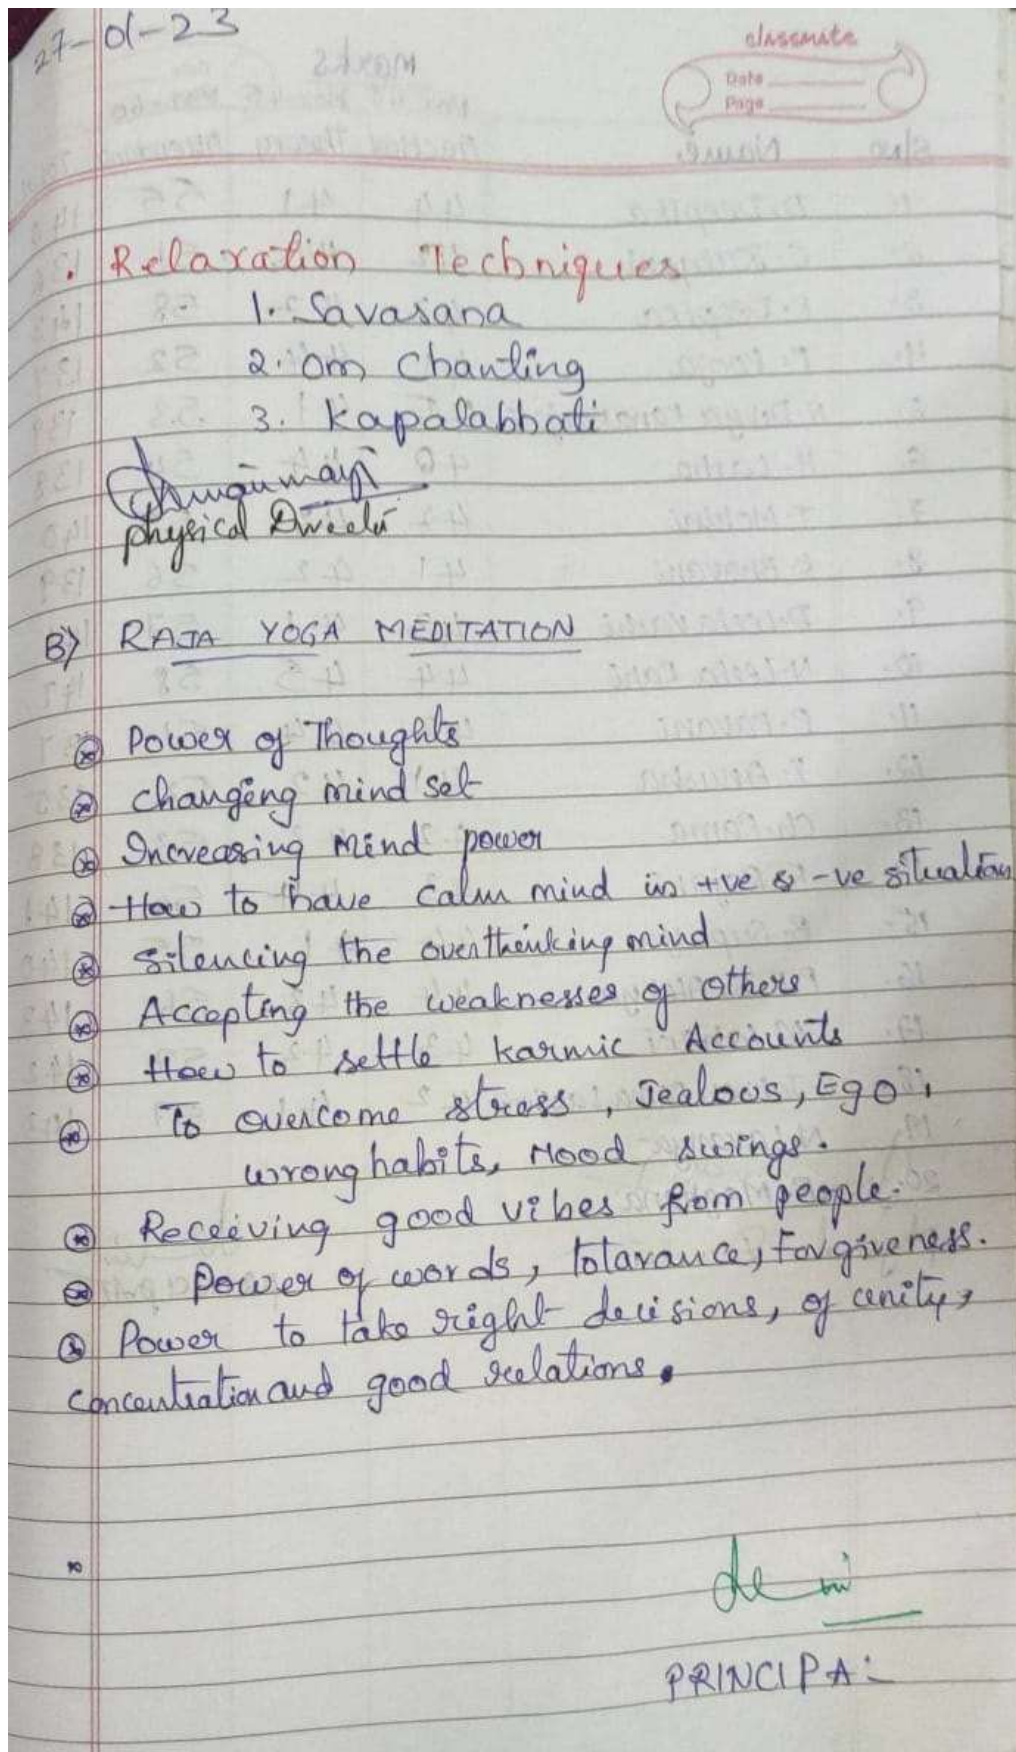 27-01-23
classmate
Date
Page
. Relaxation Techniques
1. Savasana
2. Om Chanting
3. Kapalabhati
physical Director
B) RAJA YOGA MEDITATION
Power of Thoughts
changing mind set
Increasing Mind power
How to have calm mind in +ve & -ve situation
Silencing the overthinking mind
Accepting the weaknesses of others
How to settle karmic Accounts
To overcome stress, Jealous, Ego,
wrong habits, Mood swings.
Receiving good vibes from people.
Power of words, Tolarance, Forgiveness.
Power to take right decisions, of unity,
concentration and good relations.
PRINCIPAL